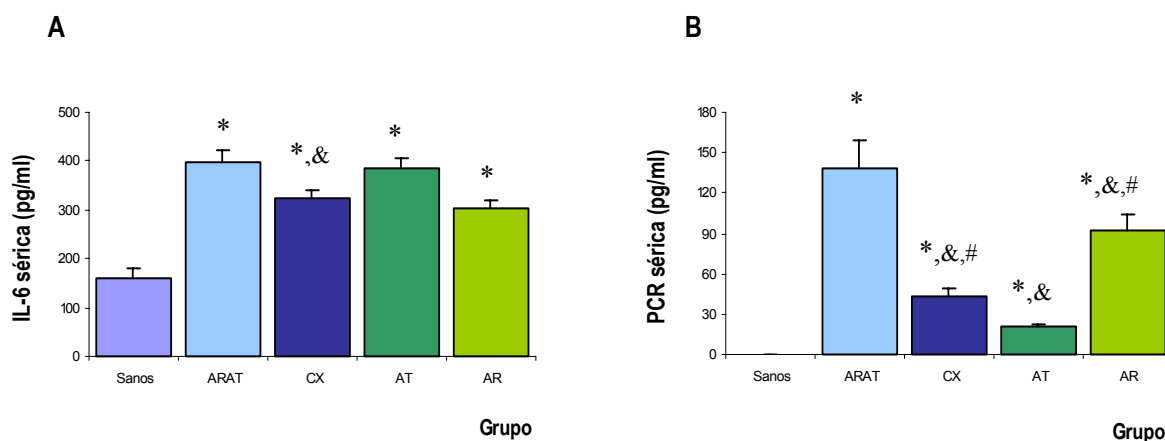 A
IL-6 sérica (pg/ml)
500
400
300
200
100
0
*
*,&
*
*
Sanos ARAT CX AT AR
Grupo
B
PCR sérica (pg/ml)
180
150
120
90
60
30
0
*
*,&,#
*,&
*,&,#
Sanos ARAT CX AT AR
Grupo